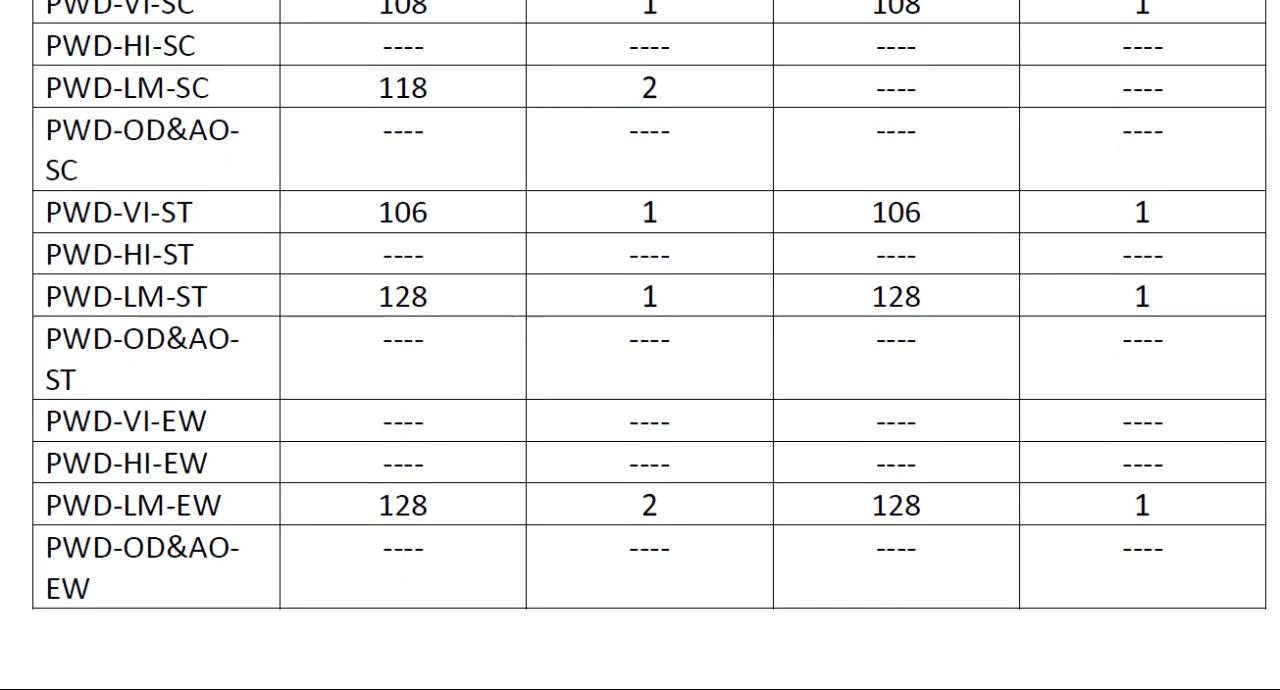 PWD-VI-SC 108 1 108 1
PWD-HI-SC ---- ---- ---- ----
PWD-LM-SC 118 2 ---- ----
PWD-OD&AO- ---- ---- ---- ----
SC
PWD-VI-ST 106 1 106 1
PWD-HI-ST ---- ---- ---- ----
PWD-LM-ST 128 1 128 1
PWD-OD&AO- ---- ---- ---- ----
ST
PWD-VI-EW ---- ---- ---- ----
PWD-HI-EW ---- ---- ---- ----
PWD-LM-EW 128 2 128 1
PWD-OD&AO- ---- ---- ---- ----
EW